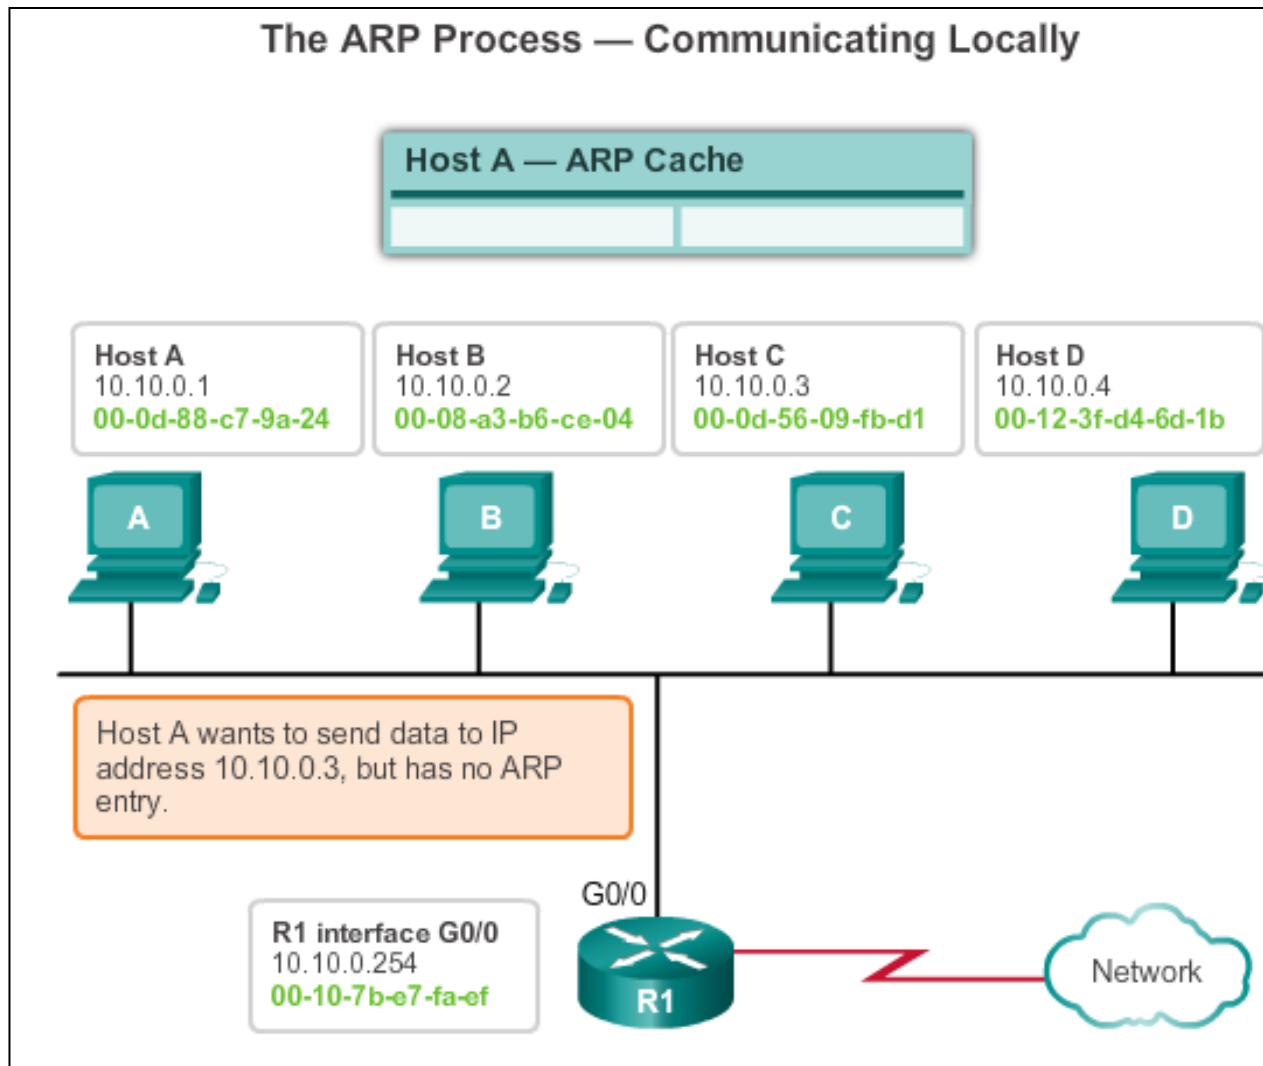 The ARP Process — Communicating Locally
Host A — ARP Cache
Host A
10.10.0.1
00-0d-88-c7-9a-24
Host B
10.10.0.2
00-08-a3-b6-ce-04
Host C
10.10.0.3
00-0d-56-09-fb-d1
Host D
10.10.0.4
00-12-3f-d4-6d-1b
A
B
C
D
Host A wants to send data to IP
address 10.10.0.3, but has no ARP
entry.
G0/0
R1 interface G0/0
10.10.0.254
00-10-7b-e7-fa-ef
R1
Network